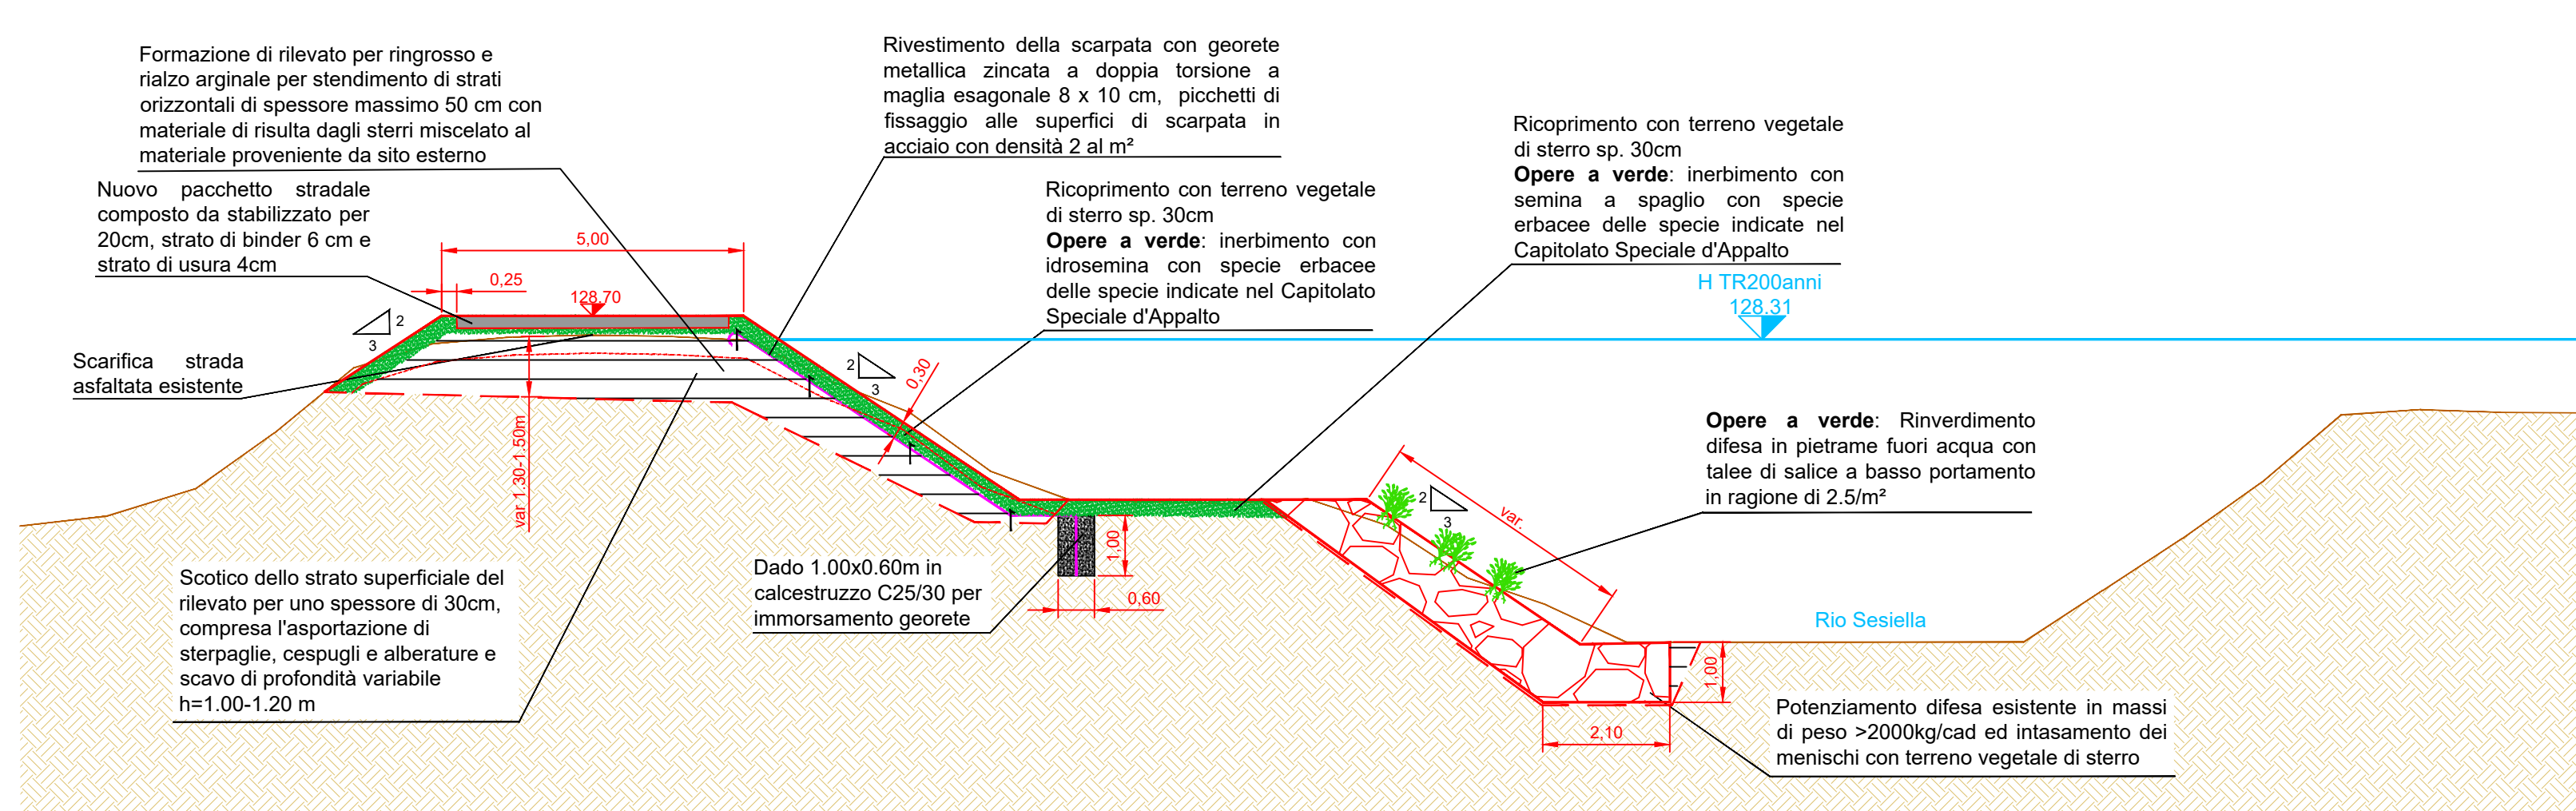 Formazione di rilevato per ringrosso e
rialzo arginale per stendimento di strati
orizzontali di spessore massimo 50 cm con
materiale di risulta dagli sterri miscelato al
materiale proveniente da sito esterno
Nuovo pacchetto stradale
composto da stabilizzato per
20cm, strato di binder 6 cm e
strato di usura 4cm
Scarifica strada
asfaltata esistente
Scotico dello strato superficiale del
rilevato per uno spessore di 30cm,
compresa l'asportazione di
sterpaglie, cespugli e alberature e
scavo di profondità variabile
h=1.00-1.20 m
5,00
0,25
128,70
2
3
var 1.30-1.50m
Rivestimento della scarpata con georete
metallica zincata a doppia torsione a
maglia esagonale 8 x 10 cm, picchetti di
fissaggio alle superfici di scarpata in
acciaio con densità 2 al m²
Ricoprimento con terreno vegetale
di sterro sp. 30cm
Opere a verde: inerbimento con
idrosemina con specie erbacee
delle specie indicate nel Capitolato
Speciale d'Appalto
2
3
0,30
Dado 1.00x0.60m in
calcestruzzo C25/30 per
immorsamento georete
1,00
0,60
Ricoprimento con terreno vegetale
di sterro sp. 30cm
Opere a verde: inerbimento con
semina a spaglio con specie
erbacee delle specie indicate nel
Capitolato Speciale d'Appalto
H TR200anni
128.31
Opere a verde: Rinverdimento
difesa in pietrame fuori acqua con
talee di salice a basso portamento
in ragione di 2.5/m²
2
3
var.
Rio Sesiella
1,00
2,10
Potenziamento difesa esistente in massi
di peso >2000kg/cad ed intasamento dei
menischi con terreno vegetale di sterro